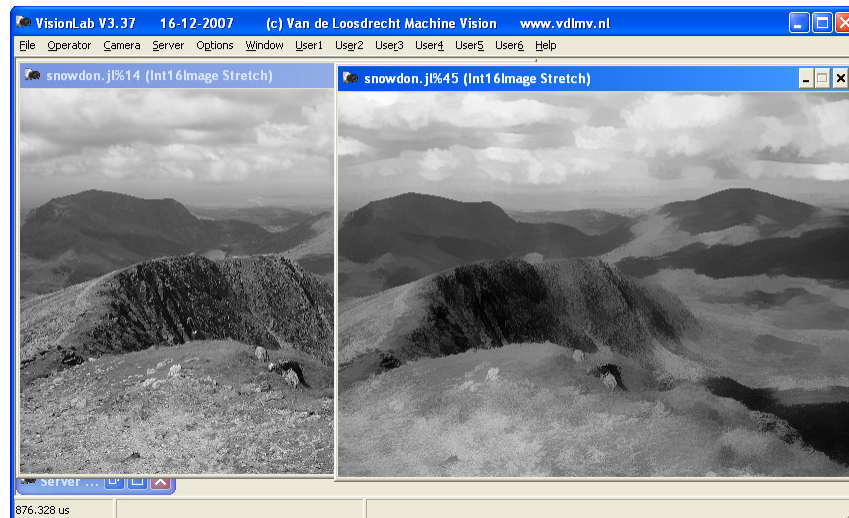 VisionLab V3.37 16-12-2007 (c) Van de Loosdrecht Machine Vision www.vdlmv.nl
File Operator Camera Server Options Window User1 User2 User3 User4 User5 User6 Help
snowdon.jl%14 (Int16Image Stretch)
snowdon.jl%45 (Int16Image Stretch)
Server ...
876.328 us